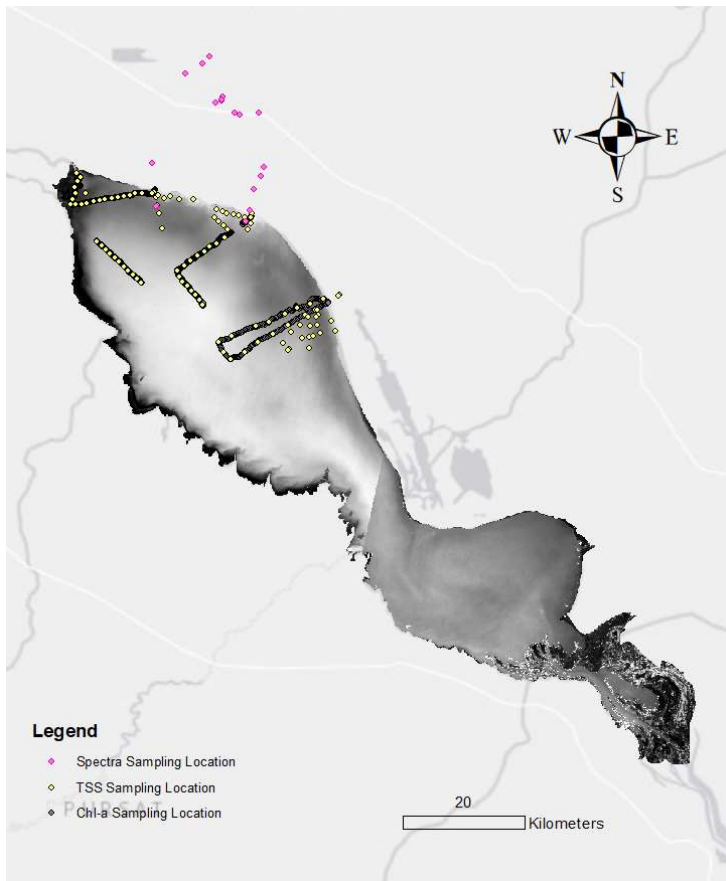 N
W E
S
Legend
Spectra Sampling Location
TSS Sampling Location
PURSAT
Chl-a Sampling Location
20
Kilometers